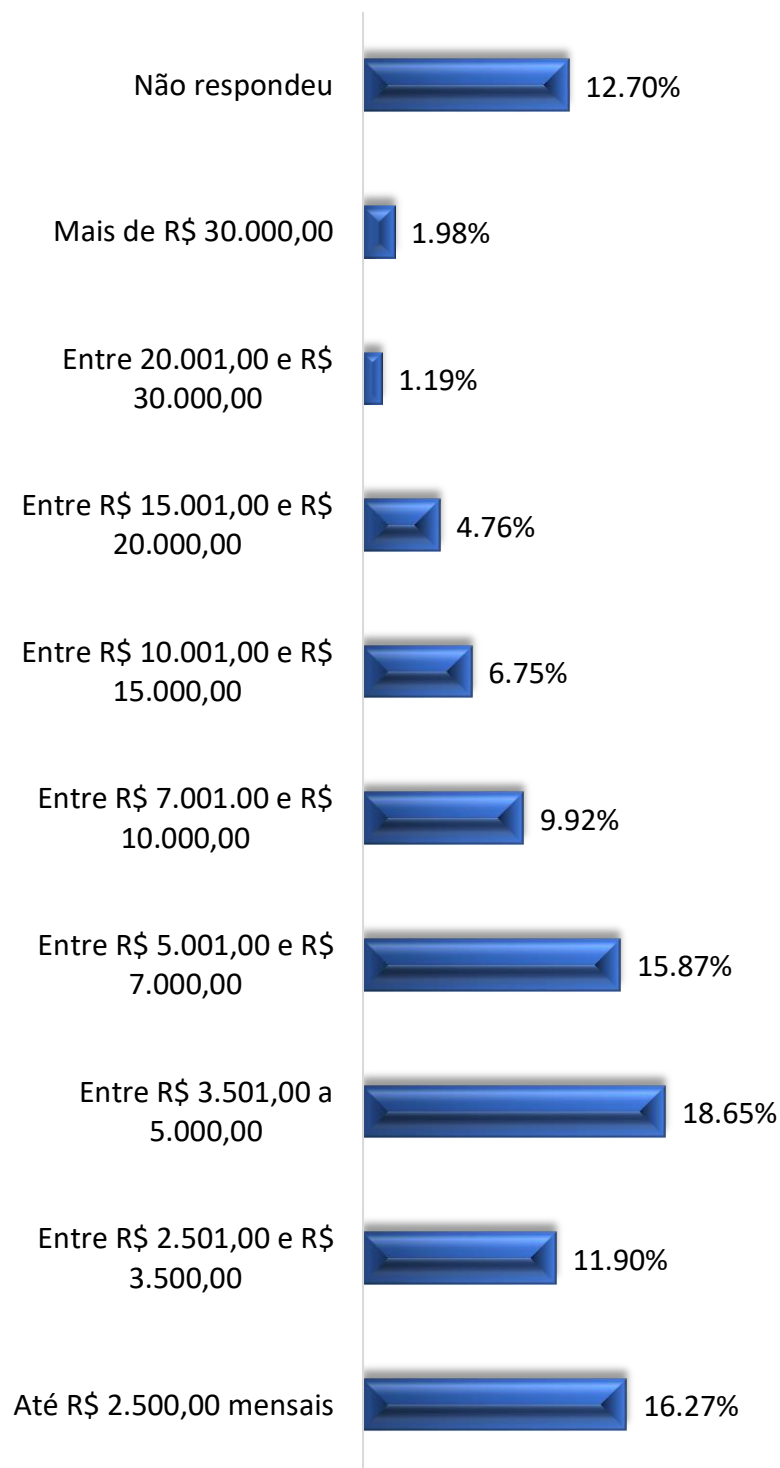 Não respondeu
12.70%
Mais de R$ 30.000,00
1.98%
Entre 20.001,00 e R$
30.000,00
1.19%
Entre R$ 15.001,00 e R$
20.000,00
4.76%
Entre R$ 10.001,00 e R$
15.000,00
6.75%
Entre R$ 7.001.00 e R$
10.000,00
9.92%
Entre R$ 5.001,00 e R$
7.000,00
15.87%
Entre R$ 3.501,00 a
5.000,00
18.65%
Entre R$ 2.501,00 e R$
3.500,00
11.90%
Até R$ 2.500,00 mensais
16.27%